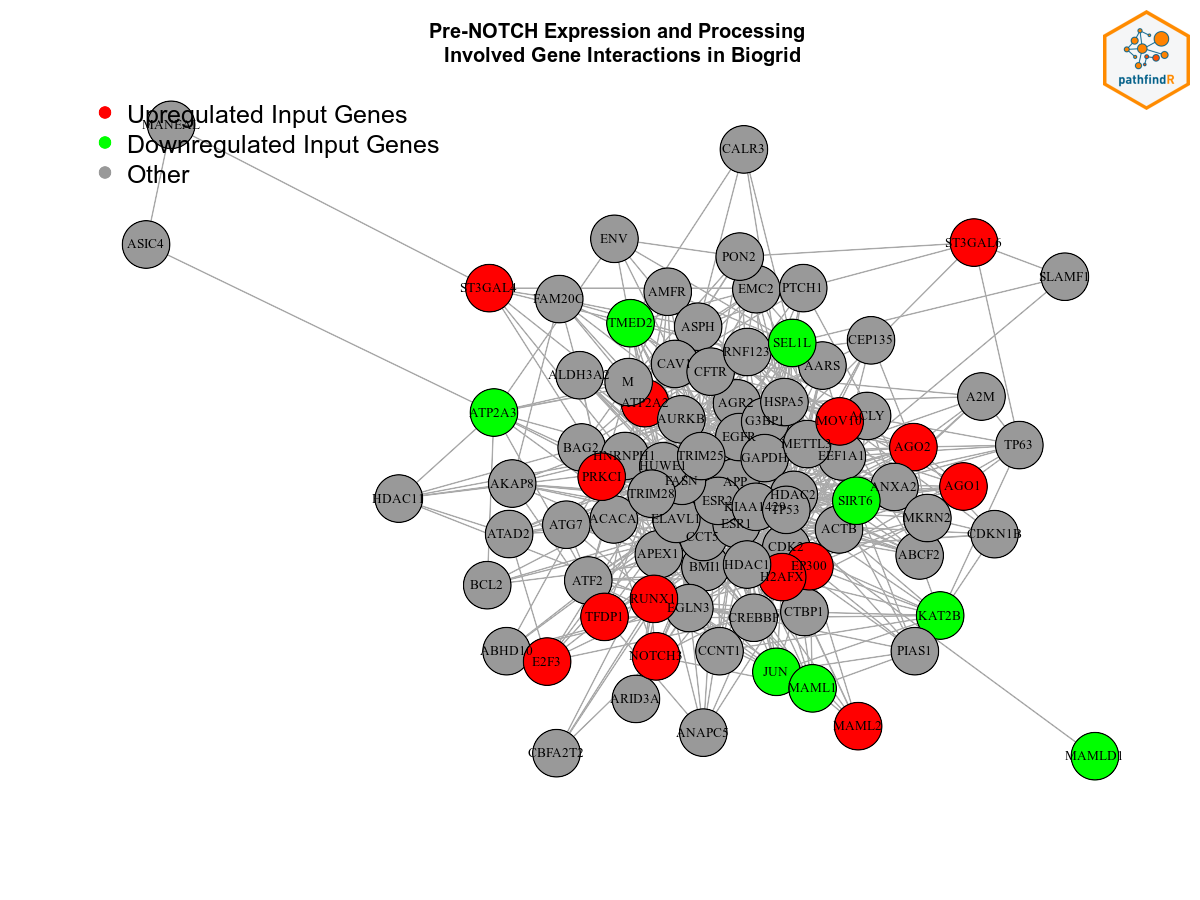 Pre-NOTCH Expression and Processing
Involved Gene Interactions in Biogrid
pathfindR
Upregulated Input Genes
MANEAL
Downregulated Input Genes
Other
CALR3
ASIC4
ENV
ST3GAL6
PON2
SLAMF1
ST3GAL4
FAM20C
AMFR
EMC2
PTCH1
TMED2
ASPH
SEL1L
CEP135
RNF123
CAV1
CFTR
AARS
ALDH3A2
M
A2M
ATP2A2
AGR2
HSPA5
ATP2A3
AURKB
G3BP1
MOV10
ACLY
EGFR
BAG2
HNRNPH1
TRIM25
GAPDH
METTL3
EEF1A1
AGO2
TP63
HUWE1
PRKCI
FASN
APP
AKAP8
HDAC11
TRIM28
ESR2
HDAC2
SIRT6
ANXA2
AGO1
KIAA1429
TP53
ATG7
ACACA
ELAVL1
ESR1
ACTB
MKRN2
ATAD2
CCT5
CDK2
CDKN1B
APEX1
BMI1
HDAC1
EP300
ABCF2
BCL2
ATF2
H2AFX
RUNX1
TFDP1
EGLN3
CREBBP
CTBP1
KAT2B
ABHD10
E2F3
NOTCH3
CCNT1
PIAS1
JUN
MAML1
ARID3A
ANAPC5
MAML2
CBFA2T2
MAMLD1